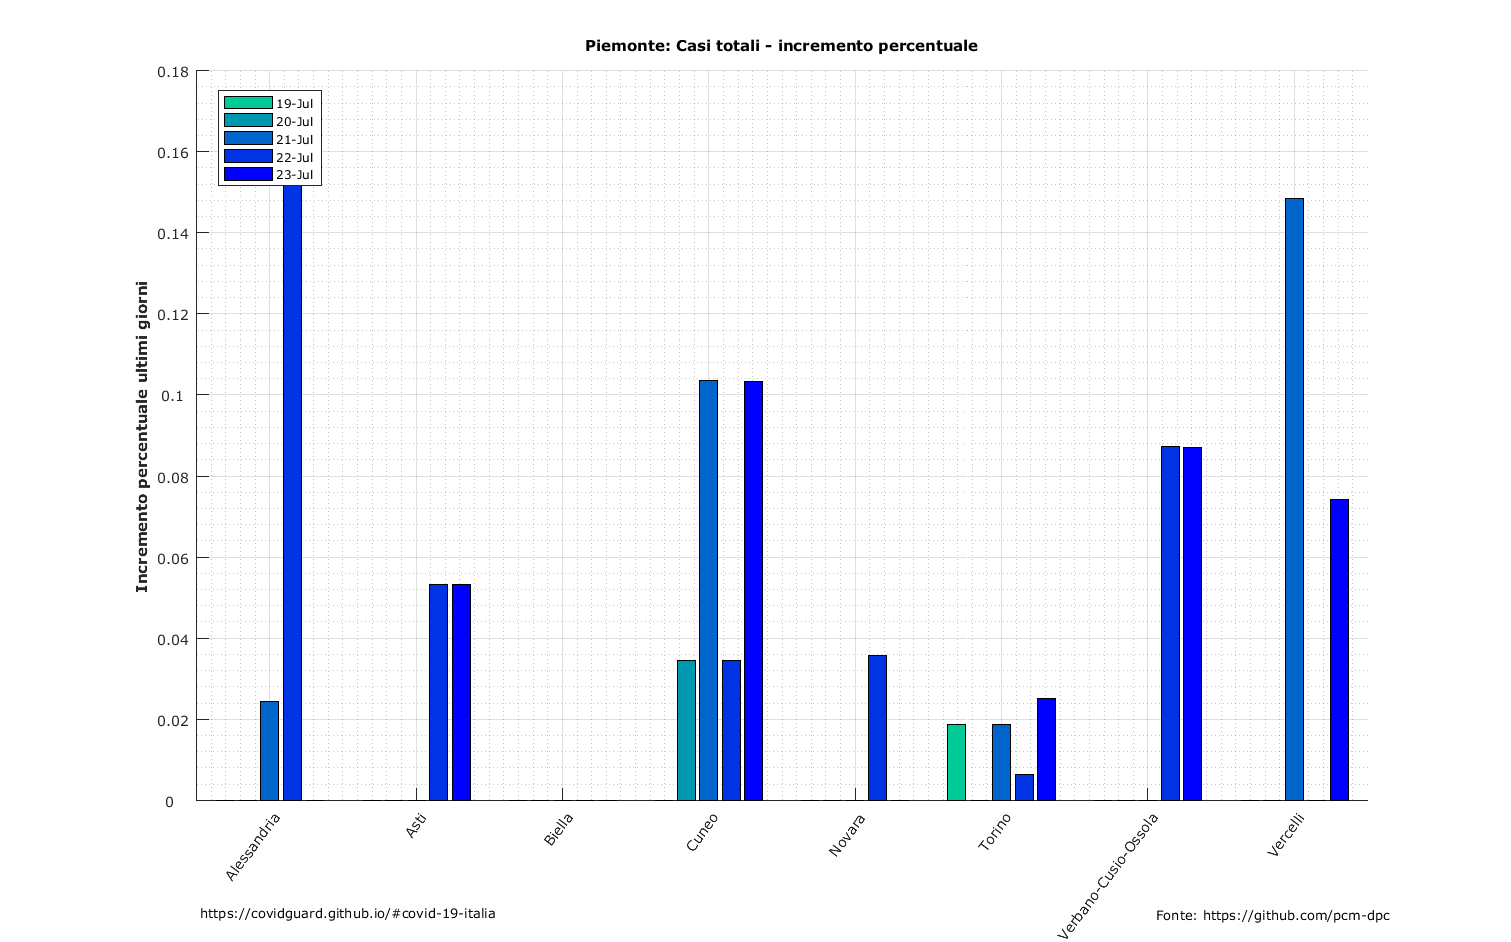 Piemonte: Casi totali - incremento percentuale
0.18
0.16
0.14
0.12
0.1
0.08
0.06
0.04
0.02
0
Incremento percentuale ultimi giorni
19-Jul
20-Jul
21-Jul
22-Jul
23-Jul
Alessandria
Asti
Biella
Cuneo
Novara
Torino
Verbano-Cusio-Ossola
Vercelli
https://covidguard.github.io/#covid-19-italia
Fonte: https://github.com/pcm-dpc